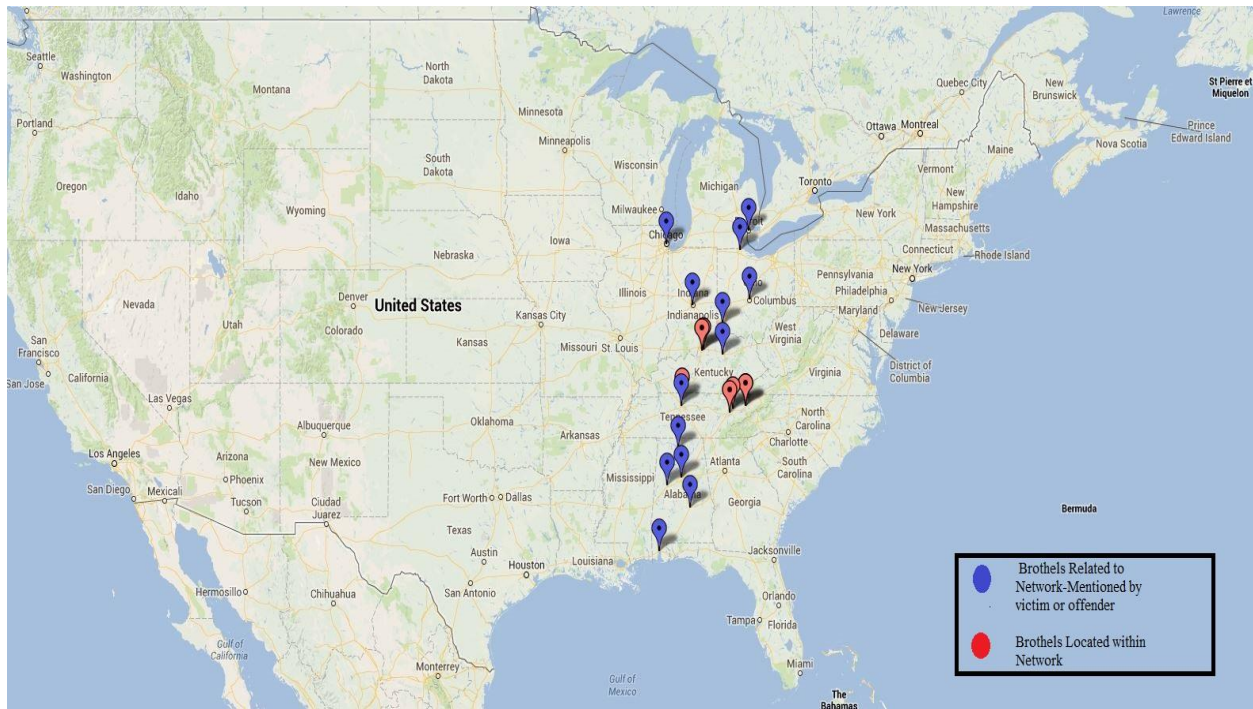 Lawrence
Seattle
Washington
North
Dakota
Montana
Minnesota
Quebec City
New
Brunswick
St Pierre et
Miquelon
Portland
Ottawa
Montreal
Prince
Edward Island
Minneapolis
Maine
Nova Scotia
South
Dakota
Wisconsin
Vermont
Oregon
Idaho
Michigan
Toronto
New
Hampshire
Wyoming
Milwaukee
New York
Massachusetts
Chicago
Iowa
Connecticut
Rhode Island
Nebraska
Pennsylvania
New York
Nevada
Illinois
Indiana
Columbus
Philadelphia
Denver
United States
Indianapolis
Maryland
New Jersey
Utah
Colorado
Kansas City
West
Virginia
Delaware
San
Francisco
Kansas
Missouri
St. Louis
District of
Columbia
San Jose
California
Kentucky
Virginia
Las Vegas
Tennessee
North
Carolina
Albuquerque
Oklahoma
Arkansas
Charlotte
Los Angeles
Arizona
New Mexico
Atlanta
South
Carolina
Phoenix
Mississippi
San Diego
Mexicali
Tucson
Ciudad
Juarez
Fort Worth
Dallas
Alabama
Georgia
Bermuda
Texas
Austin
Louisiana
Jacksonville
Houston
Hermosillo
Chihuahua
San Antonio
Orlando
Tampa
Florida
Gulf of
California
Monterrey
Gulf of
Mexico
Miami
The
Bahamas
Brothels Related to
Network-Mentioned by
victim or offender
Brothels Located within
Network